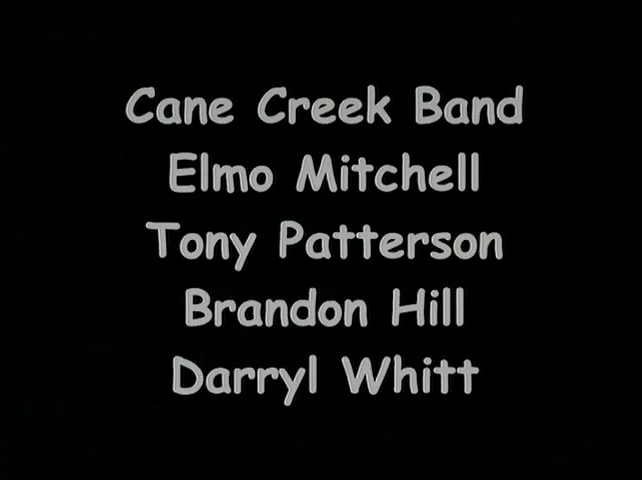 Cane Creek Band
Elmo Mitchell
Tony Patterson
Brandon Hill
Darryl Whitt